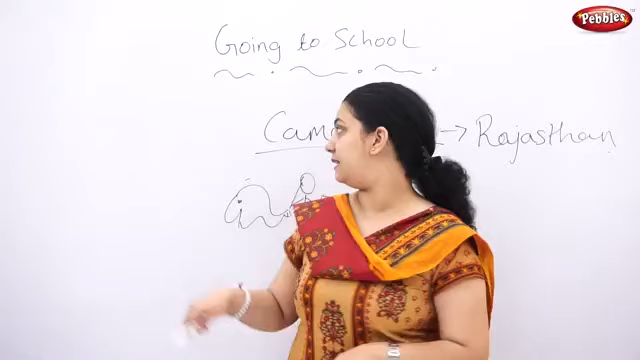 Pebbles
Going to School
→ Rajasthan